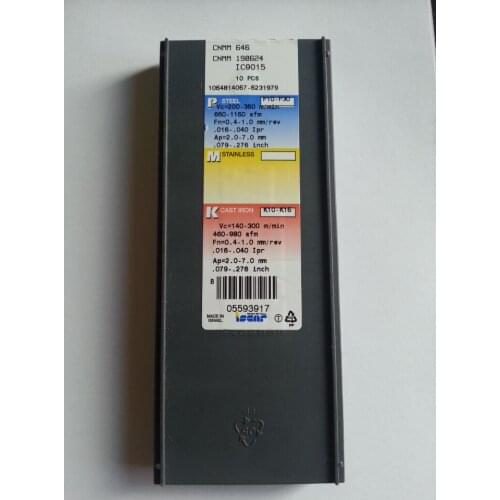 CNMM 646
CNMM 190624
IC9015
10 PCS
1064814067-6231979
P STEEL P10-P30
Vc=200-350 m/min
660-1150 sfm
Fn=0.4-1.0 mm/rev
.016-.040 Ipr
Ap=2.0-7.0 mm
.079-.276 inch
M STAINLESS
K CAST IRON K10-K15
Vc=140-300 m/min
460-980 sfm
Fn=0.4-1.0 mm/rev
.016-.040 Ipr
Ap=2.0-7.0 mm
.079-.276 inch
B
05593917
MADE IN
ISRAEL
iscar
PP